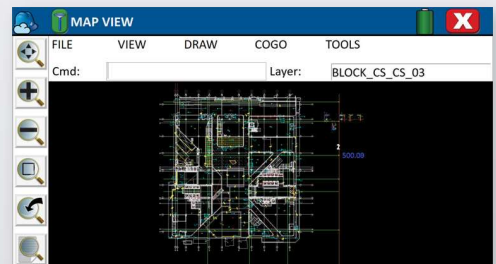 MAP VIEW
FILE VIEW DRAW COGO TOOLS
Cmd: Layer: BLOCK_CS_CS_03
2
500.09